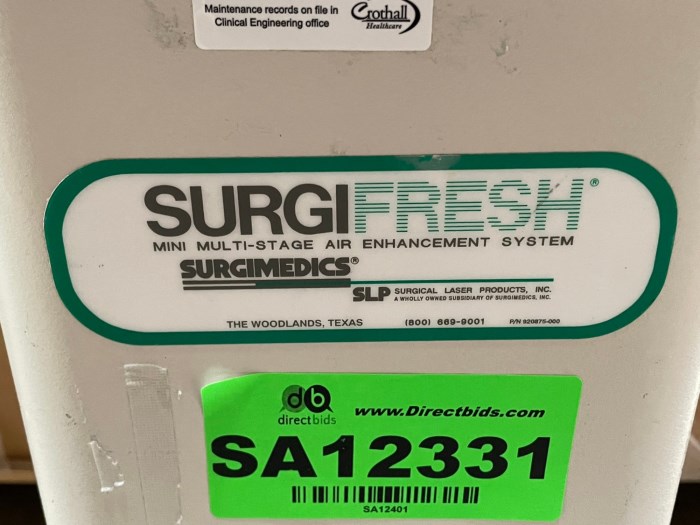 Maintenance records on file in
Clinical Engineering office
Crothall
Healthcare
SURGIFRESH®
MINI MULTI-STAGE AIR ENHANCEMENT SYSTEM
SURGIMEDICS®
SLP SURGICAL LASER PRODUCTS, INC.
A WHOLLY OWNED SUBSIDIARY OF SURGIMEDICS, INC.
THE WOODLANDS, TEXAS (800) 669-9001 P/N 920875-000
db
directbids
www.Directbids.com
SA12331
SA12401